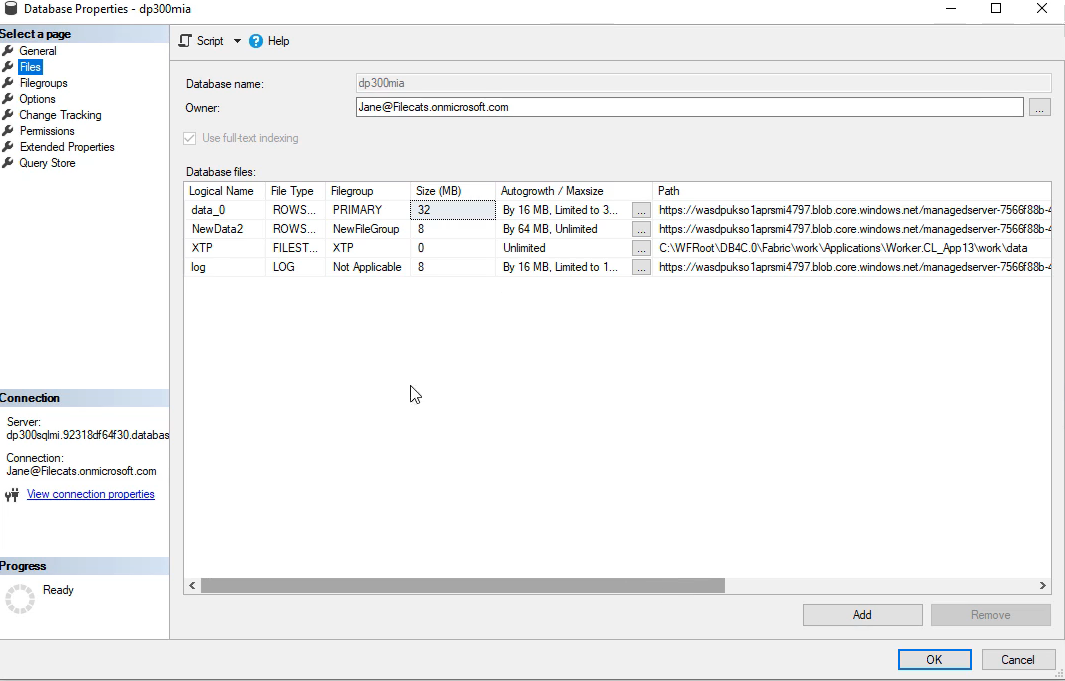 Database Properties - dp300mia
Select a page
General
Files
Filegroups
Options
Change Tracking
Permissions
Extended Properties
Query Store
Connection
Server:
dp300sqlmi.92318df64f30.databas
Connection:
Jane@Filecats.onmicrosoft.com
View connection properties
Progress
Ready
Script Help
Database name: dp300mia
Owner: Jane@Filecats.onmicrosoft.com ...
Use full-text indexing
Database files:
Logical Name File Type Filegroup Size (MB) Autogrowth / Maxsize Path
data_0 ROWS... PRIMARY 32 By 16 MB, Limited to 3... ... https://wasdpukso1aprsmi4797.blob.core.windows.net/managedserver-7566f88b-4
NewData2 ROWS... NewFileGroup 8 By 64 MB, Unlimited ... https://wasdpukso1aprsmi4797.blob.core.windows.net/managedserver-7566f88b-4
XTP FILEST... XTP 0 Unlimited ... C:\WFRoot\DB4C.0\Fabric\work\Applications\Worker.CL_App13\work\data
log LOG Not Applicable 8 By 16 MB, Limited to 1... ... https://wasdpukso1aprsmi4797.blob.core.windows.net/managedserver-7566f88b-4
Add Remove
OK Cancel